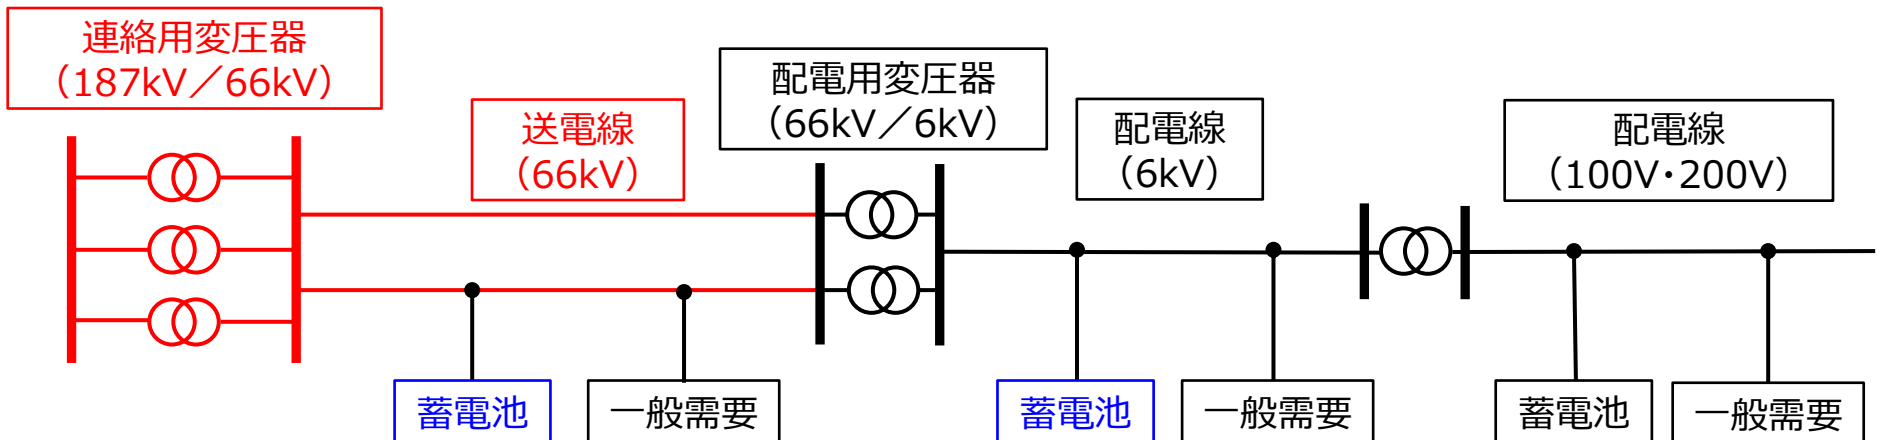 連絡用変圧器
（187kV／66kV）
送電線
（66kV）
配電用変圧器
（66kV／6kV）
配電線
（6kV）
配電線
（100V･200V）
蓄電池
一般需要
蓄電池
一般需要
蓄電池
一般需要